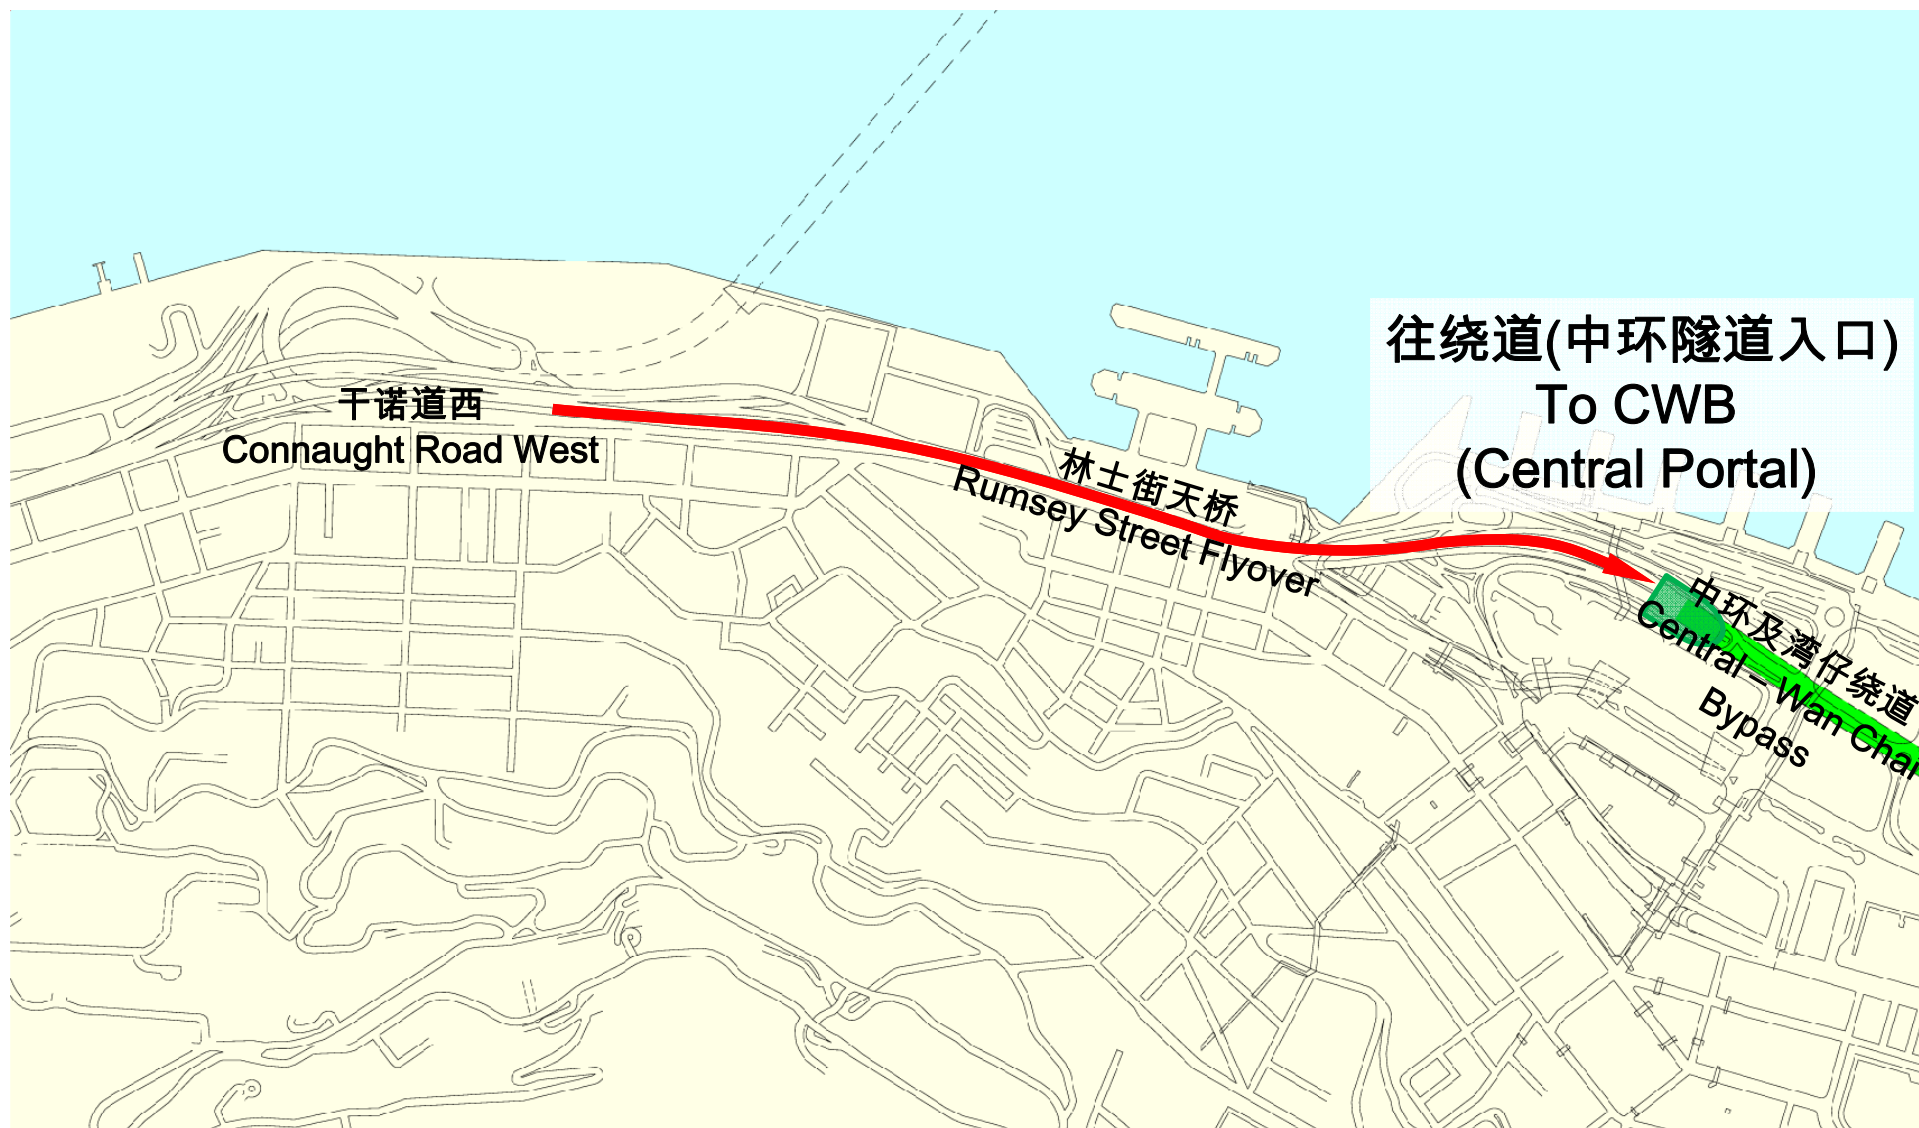 往绕道(中环隧道入口)
To CWB
(Central Portal)
干诺道西
Connaught Road West
林士街天桥
Rumsey Street Flyover
中环及湾仔绕道
Central – Wan Chai
Bypass